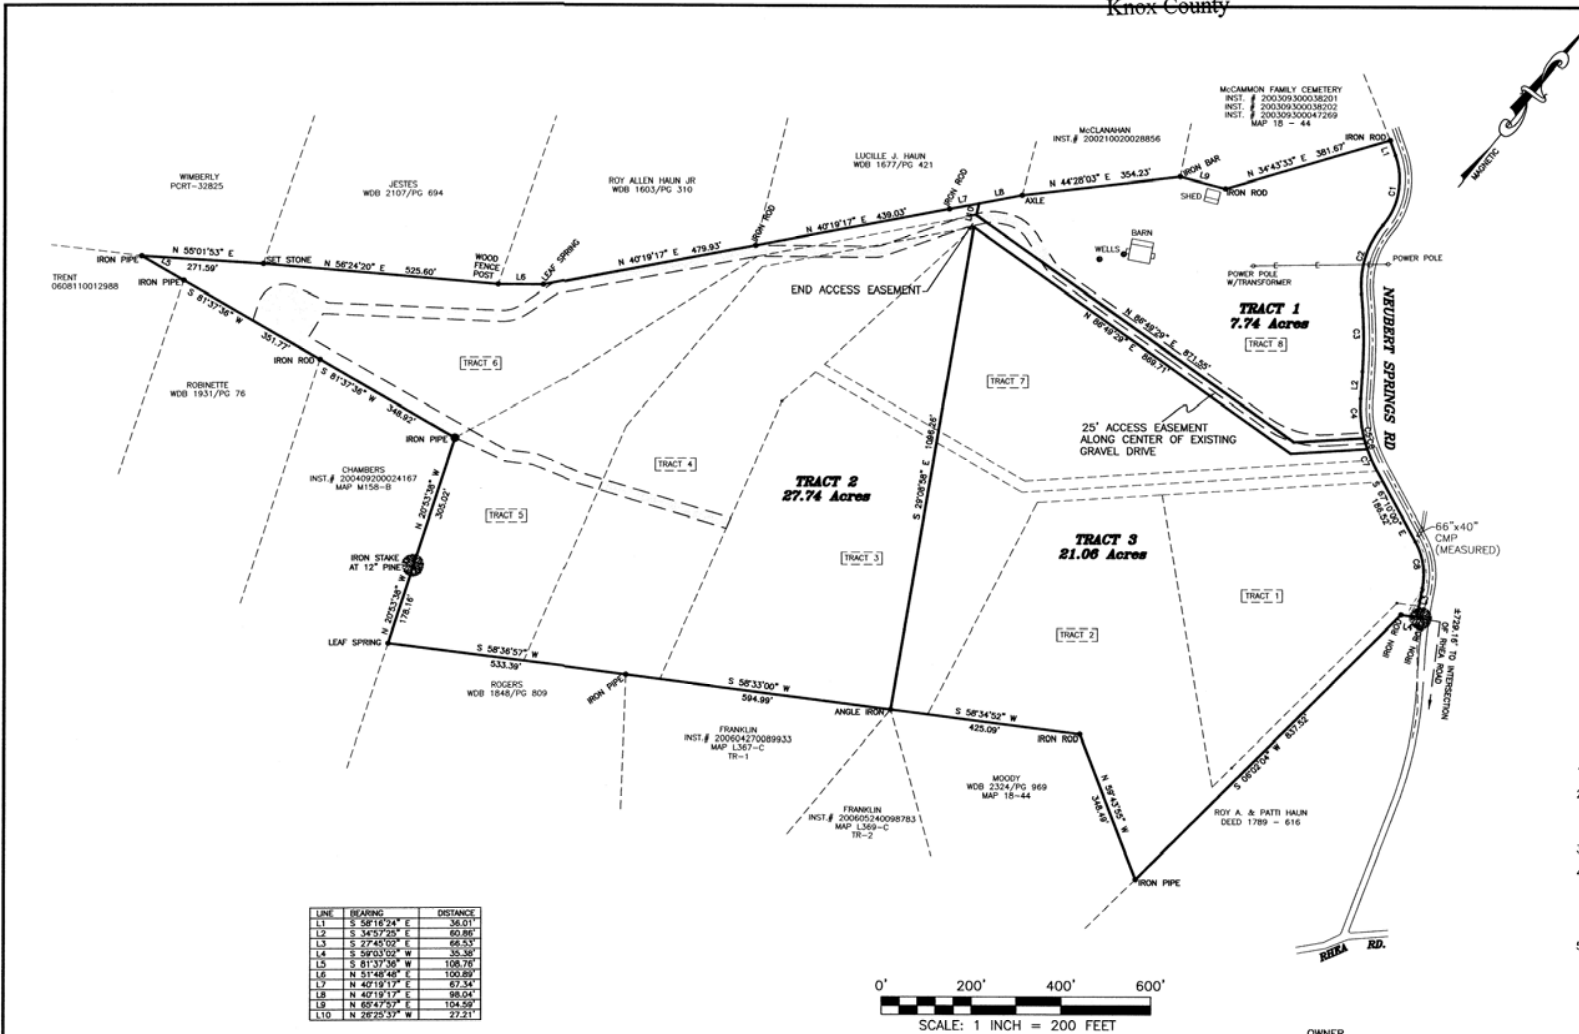 Knox County
McCAMMON FAMILY CEMETERY
INST. # 200309300038201
INST. # 200309300038202
INST. # 200309300047269
MAP 18 - 44
MAGNETIC
McCLANAHAN
INST.# 200210020028856
IRON ROD
L1
LUCILLE J. HAUN
WDB 1677/PG 421
WIMBERLY
PCRT-32825
JESTES
WDB 2107/PG 694
ROY ALLEN HAUN JR
WDB 1603/PG 310
IRON BAR
L9
N 34°43'33" E 381.67'
N 44°28'03" E 354.23'
IRON ROD
SHED
IRON ROD
L7
L8
AXLE
L10
C1
N 40°19'17" E 439.03'
IRON ROD
N 40°19'17" E 479.93'
BARN
WELLS
N 55°01'53" E
271.59'
IRON PIPE
L5
SET STONE
N 56°24'20" E 525.60'
WOOD
FENCE
POST
L6
LEAF SPRING
TRENT
0608110012988
IRON PIPE
S 81°37'36" W
351.77'
END ACCESS EASEMENT
POWER POLE
POWER POLE
W/TRANSFORMER
E
E
TRACT 1
7.74 Acres
TRACT 8
NEUBERT SPRINGS RD
N 86°49'29" E 871.55'
N 86°49'29" E 869.71'
C3
L2
C4
IRON ROD
TRACT 6
S 81°37'36" W 348.92'
ROBINETTE
WDB 1931/PG 76
TRACT 7
25' ACCESS EASEMENT
ALONG CENTER OF EXISTING
GRAVEL DRIVE
IRON PIPE
C7
S 67°10'00" E
186.52'
CHAMBERS
INST.# 200409200024167
MAP M158-B
N 20°53'38" W
305.02'
TRACT 4
TRACT 2
27.74 Acres
S 29°08'58" E 1096.26'
TRACT 5
66"x40"
CMP
(MEASURED)
TRACT 3
21.06 Acres
TRACT 3
C8
IRON STAKE
AT 12" PINE
N 20°53'38" W
178.16'
TRACT 1
L3
L4
IRON ROD
IRON ROD
±739.16' TO INTERSECTION
OF RHEA ROAD
TRACT 2
LEAF SPRING
S 58°36'57" W
533.39'
ROGERS
WDB 1848/PG 809
IRON PIPE
S 58°33'00" W
594.99'
ANGLE IRON
S 58°34'52" W
425.09'
IRON ROD
FRANKLIN
INST.# 200604270089933
MAP L367-C
TR-1
S 06°02'04" W 837.52'
MOODY
WDB 2324/PG 969
MAP 18-44
N 59°43'55" W
348.49'
FRANKLIN
INST.# 200605240098783
MAP L369-C
TR-2
ROY A. & PATTI HAUN
DEED 1789 - 616
IRON PIPE
RHEA RD.
LINE BEARING DISTANCE
L1 S 58°16'24" E 36.01'
L2 S 34°57'25" E 60.86'
L3 S 27°45'02" E 66.53'
L4 S 59°03'02" W 35.36'
L5 S 81°37'36" W 108.76'
L6 N 51°48'48" E 100.89'
L7 N 40°19'17" E 67.34'
L8 N 40°19'17" E 98.04'
L9 N 65°47'57" E 104.59'
L10 N 26°25'37" W 27.21'
0' 200' 400' 600'
SCALE: 1 INCH = 200 FEET
OWNER